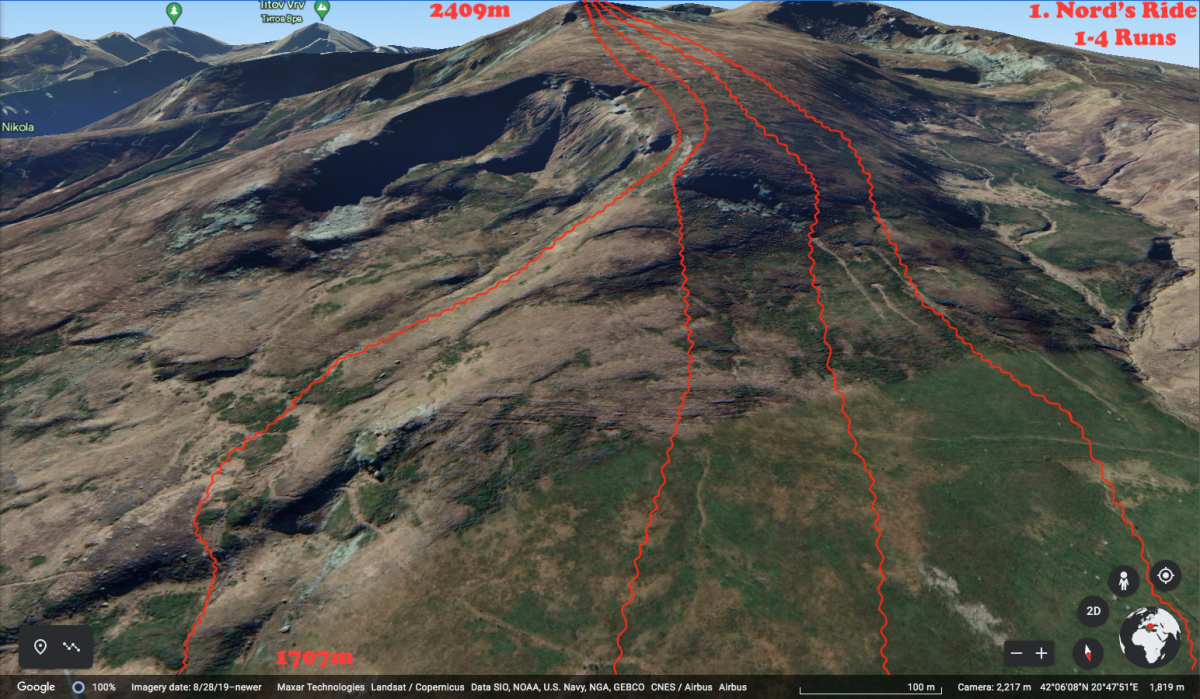 Titov Vrv
Титов Врв
2409m
1. Nord's Ride
1-4 Runs
Nikola
1707m
2D
Google
100%
Imagery date: 8/28/19–newer
Maxar Technologies Landsat / Copernicus Data SIO, NOAA, U.S. Navy, NGA, GEBCO CNES / Airbus Airbus
100 m
Camera: 2,217 m 42°06'08"N 20°47'51"E
1,819 m